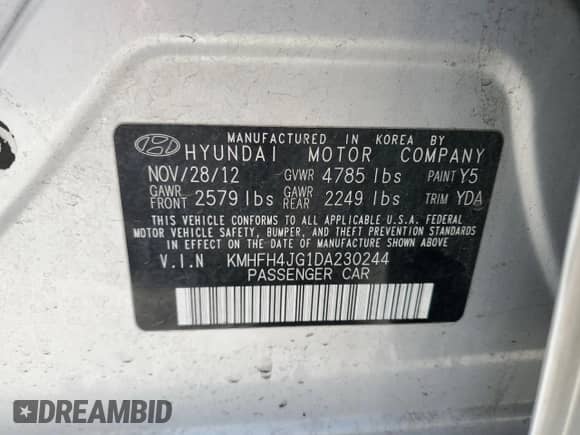 MANUFACTURED IN KOREA BY
HYUNDAI MOTOR COMPANY
NOV/28/12 GVWR 4785 lbs PAINT Y5
GAWR FRONT 2579 lbs GAWR REAR 2249 lbs TRIM YDA
THIS VEHICLE CONFORMS TO ALL APPLICABLE U.S.A. FEDERAL
MOTOR VEHICLE SAFETY, BUMPER, AND THEFT PREVENTION STANDARDS
IN EFFECT ON THE DATE OF MANUFACTURE SHOWN ABOVE.
V.I.N KMHFH4JG1DA230244
PASSENGER CAR
DREAMBID